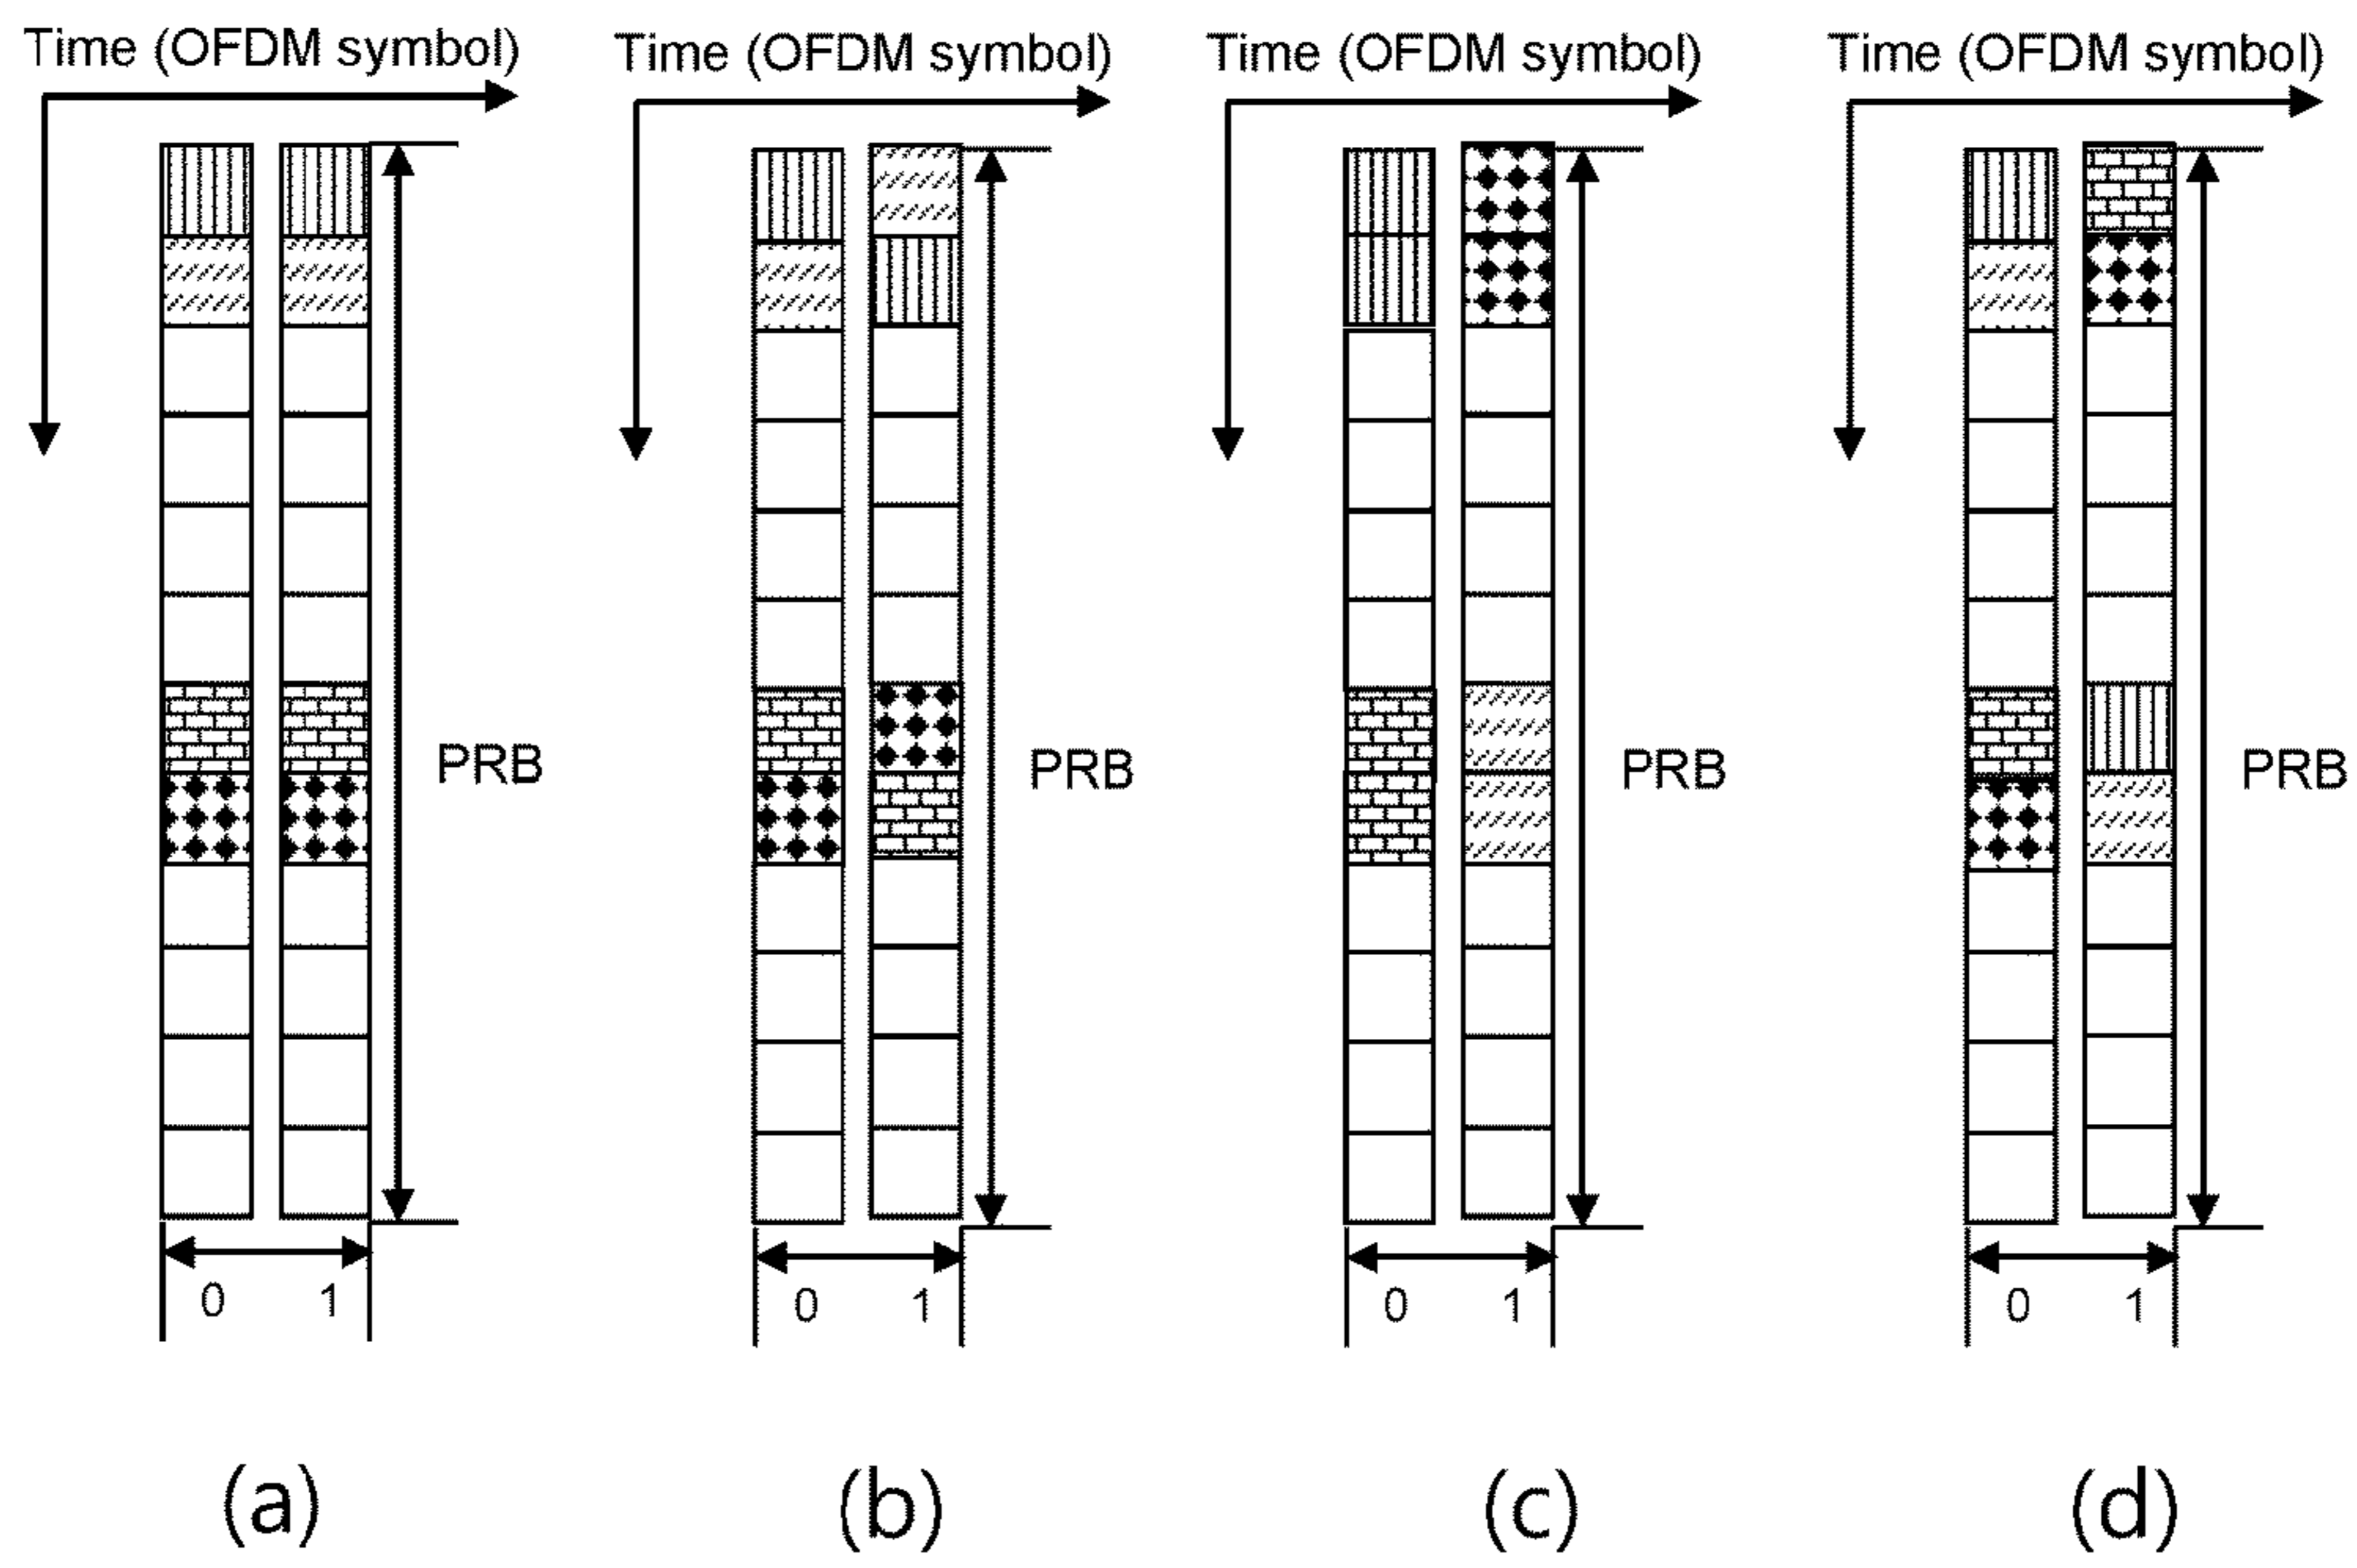 Time (OFDM symbol) Time (OFDM symbol) Time (OFDM symbol) Time (OFDM symbol)
PRB PRB PRB PRB
0 1 0 1 0 1 0 1
(a) (b) (c) (d)